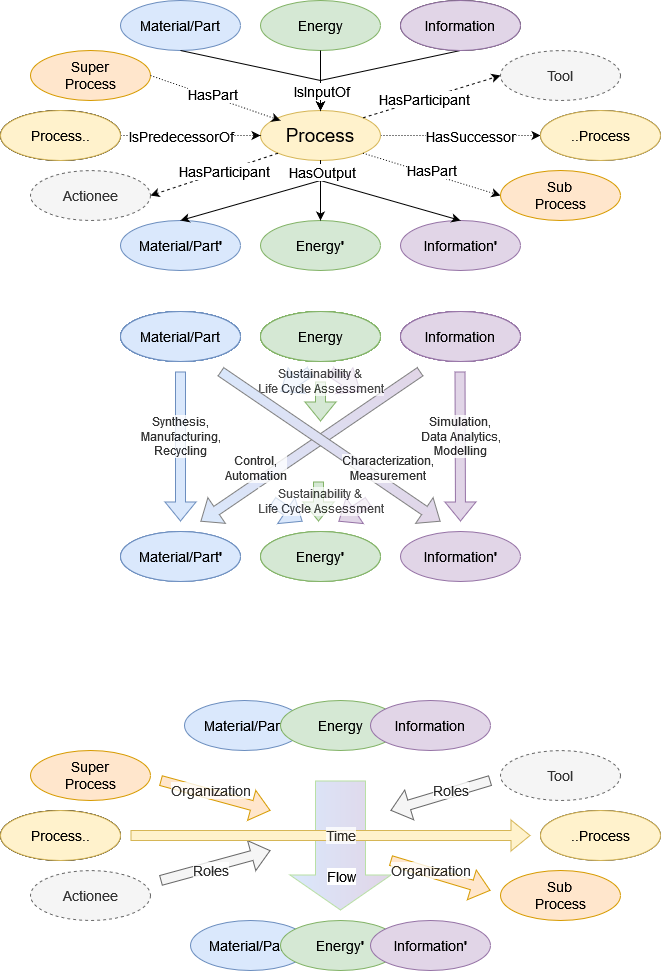 Material/Part
Energy
Information
Super
Process
Tool
HasPart
IsInputOf
HasParticipant
Process..
IsPredecessorOf
Process
HasSuccessor
..Process
Actionee
HasParticipant
HasOutput
HasPart
Sub
Process
Material/Part'
Energy'
Information'
Material/Part
Energy
Information
Sustainability &
Life Cycle Assessment
Synthesis,
Manufacturing,
Recycling
Simulation,
Data Analytics,
Modelling
Control,
Automation
Characterization,
Measurement
Sustainability &
Life Cycle Assessment
Material/Part'
Energy'
Information'
Material/Par
Energy
Information
Super
Process
Organization
Roles
Tool
Process..
Time
..Process
Actionee
Roles
Flow
Organization
Sub
Process
Material/Pa
Energy'
Information'